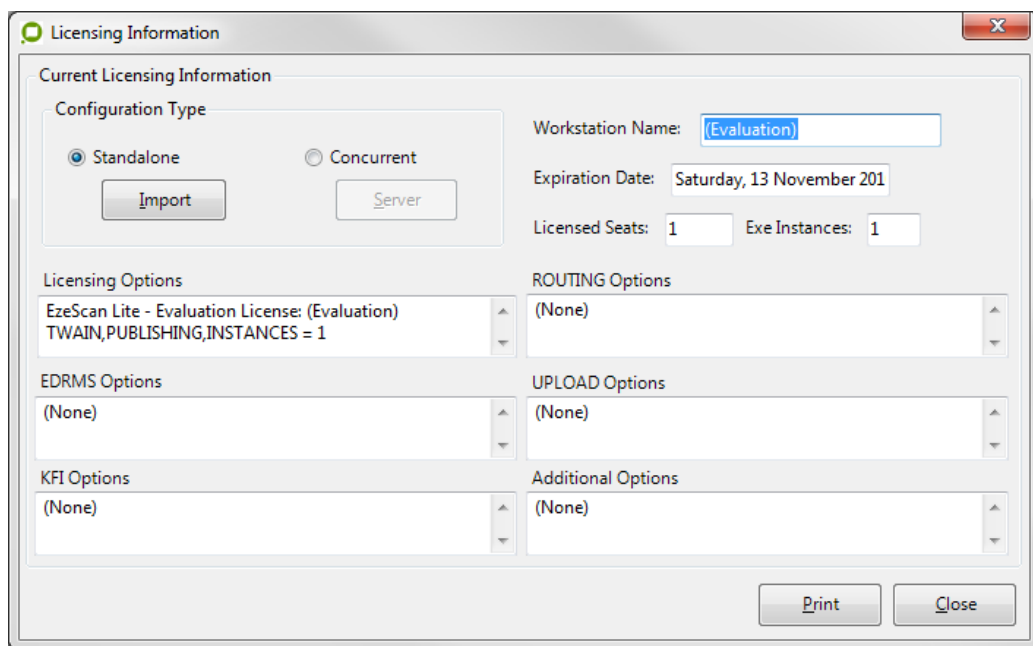 Licensing Information
Current Licensing Information
Configuration Type
Standalone
Concurrent
Import
Server
Workstation Name: (Evaluation)
Expiration Date: Saturday, 13 November 201
Licensed Seats: 1 Exe Instances: 1
Licensing Options
EzeScan Lite - Evaluation License: (Evaluation)
TWAIN,PUBLISHING,INSTANCES = 1
ROUTING Options
(None)
EDRMS Options
(None)
UPLOAD Options
(None)
KFI Options
(None)
Additional Options
(None)
Print
Close